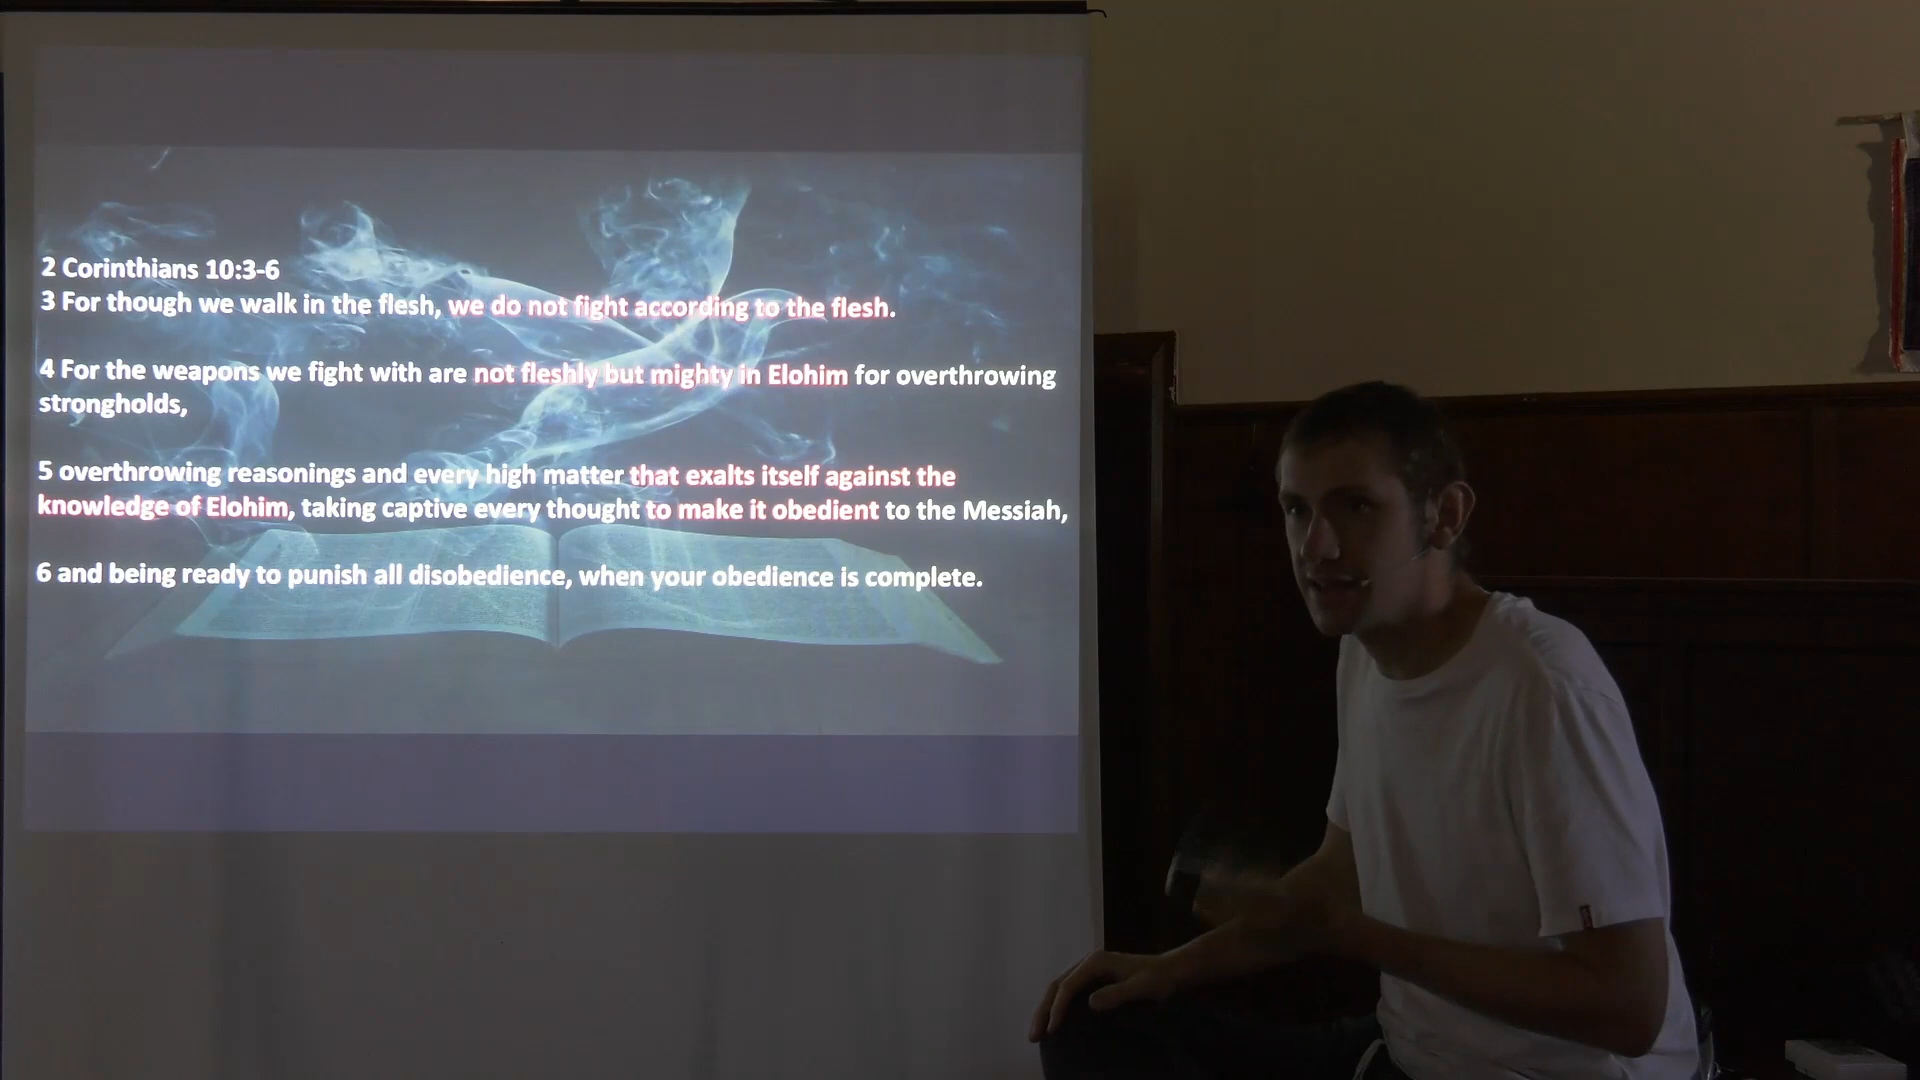 2 Corinthians 10:3-6
3 For though we walk in the flesh, we do not fight according to the flesh.
4 For the weapons we fight with are not fleshly but mighty in Elohim for overthrowing
strongholds,
5 overthrowing reasonings and every high matter that exalts itself against the
knowledge of Elohim, taking captive every thought to make it obedient to the Messiah,
6 and being ready to punish all disobedience, when your obedience is complete.